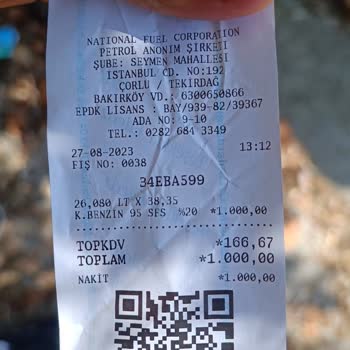 NATIONAL FUEL CORPORATION
PETROL ANONİM ŞİRKETİ
ŞUBE: SEYMEN MAHALLESİ
İSTANBUL CD. NO:192
ÇORLU / TEKİRDAĞ
BAKIRKÖY VD.: 6300650866
EPDK LİSANS : BAY/939-82/39367
ADA NO: 9-10
TEL.: 0282 684 3349
27-08-2023 13:12
FİŞ NO: 0038
34EBA599
26,080 LT X 38,35
K.BENZİN 95 SFS %20 *1.000,00
TOPKDV *166,67
TOPLAM *1.000,00
NAKİT *1.000,00